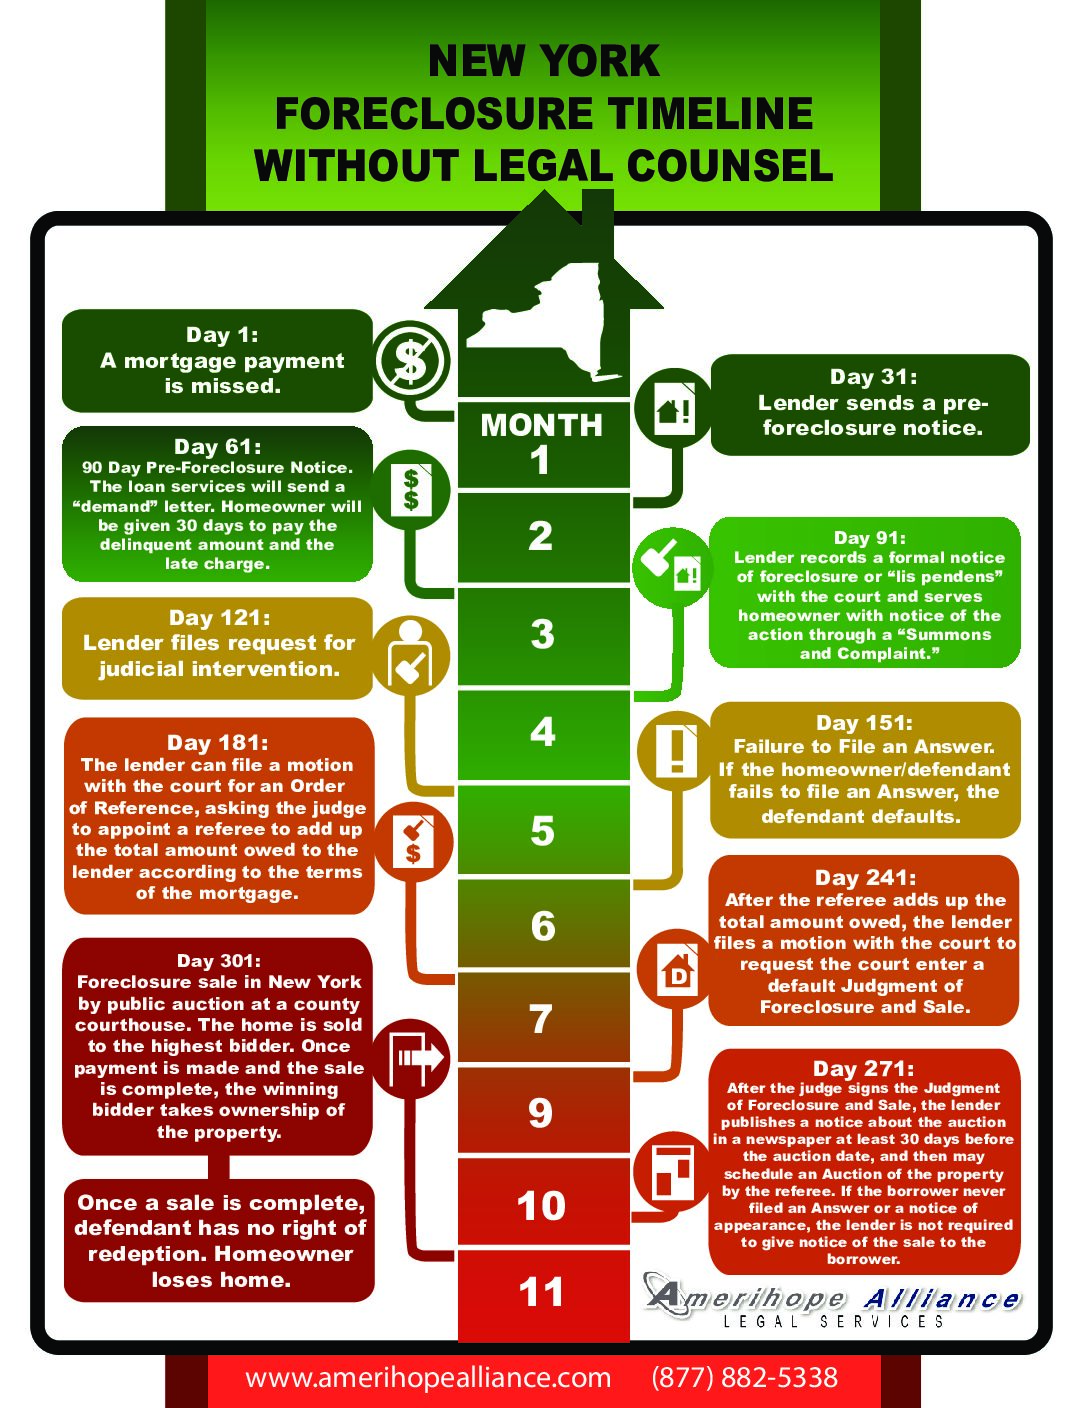 NEW YORK
FORECLOSURE TIMELINE
WITHOUT LEGAL COUNSEL
Day 1:
A mortgage payment
is missed.
Day 31:
Lender sends a pre-
foreclosure notice.
Day 61:
90 Day Pre-Foreclosure Notice.
The loan services will send a
“demand” letter. Homeowner will
be given 30 days to pay the
delinquent amount and the
late charge.
Day 91:
Lender records a formal notice
of foreclosure or “lis pendens”
with the court and serves
homeowner with notice of the
action through a “Summons
and Complaint.”
Day 121:
Lender files request for
judicial intervention.
Day 151:
Failure to File an Answer.
If the homeowner/defendant
fails to file an Answer, the
defendant defaults.
Day 181:
The lender can file a motion
with the court for an Order
of Reference, asking the judge
to appoint a referee to add up
the total amount owed to the
lender according to the terms
of the mortgage.
Day 241:
After the referee adds up the
total amount owed, the lender
files a motion with the court to
request the court enter a
default Judgment of
Foreclosure and Sale.
Day 271:
After the judge signs the Judgment
of Foreclosure and Sale, the lender
publishes a notice about the auction
in a newspaper at least 30 days before
the auction date, and then may
schedule an Auction of the property
by the referee. If the borrower never
filed an Answer or a notice of
appearance, the lender is not required
to give notice of the sale to the
borrower.
Day 301:
Foreclosure sale in New York
by public auction at a county
courthouse. The home is sold
to the highest bidder. Once
payment is made and the sale
is complete, the winning
bidder takes ownership of
the property.
Once a sale is complete,
defendant has no right of
redeption. Homeowner
loses home.
MONTH
1
2
3
4
5
6
7
9
10
11
$
!
$
$
!
!
$
D
Amerihope Alliance
LEGAL SERVICES
www.amerihopealliance.com (877) 882-5338